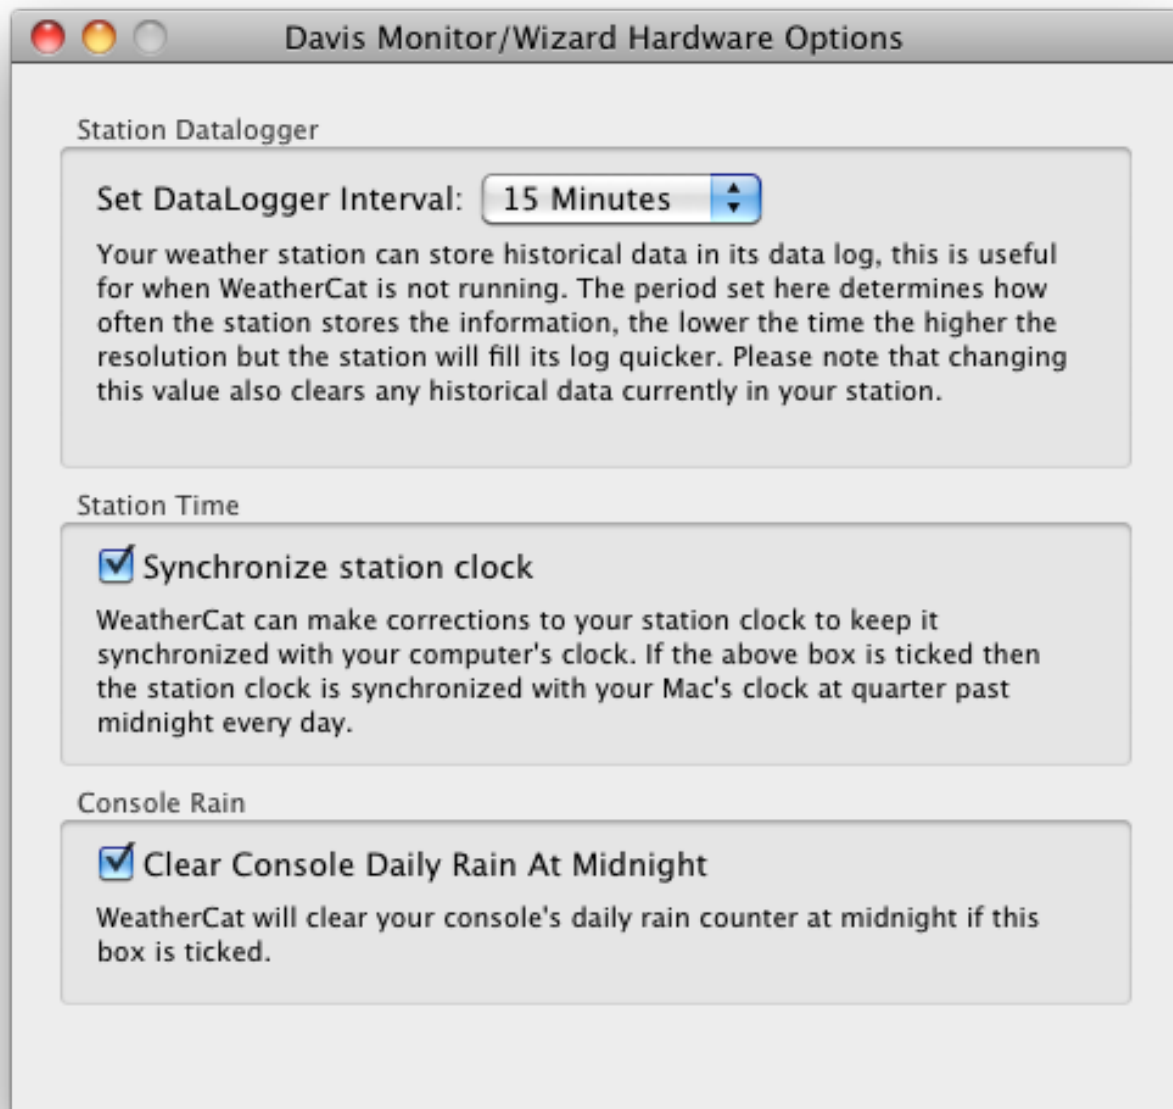 Davis Monitor/Wizard Hardware Options
Station Datalogger
Set DataLogger Interval: 15 Minutes
Your weather station can store historical data in its data log, this is useful
for when WeatherCat is not running. The period set here determines how
often the station stores the information, the lower the time the higher the
resolution but the station will fill its log quicker. Please note that changing
this value also clears any historical data currently in your station.
Station Time
Synchronize station clock
WeatherCat can make corrections to your station clock to keep it
synchronized with your computer's clock. If the above box is ticked then
the station clock is synchronized with your Mac's clock at quarter past
midnight every day.
Console Rain
Clear Console Daily Rain At Midnight
WeatherCat will clear your console's daily rain counter at midnight if this
box is ticked.